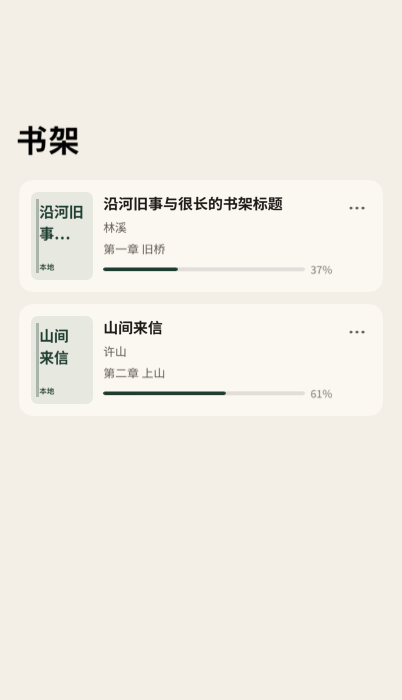 书架
沿河旧
事…
本地
沿河旧事与很长的书架标题
林溪
第一章 旧桥
37%
山间
来信
本地
山间来信
许山
第二章 上山
61%